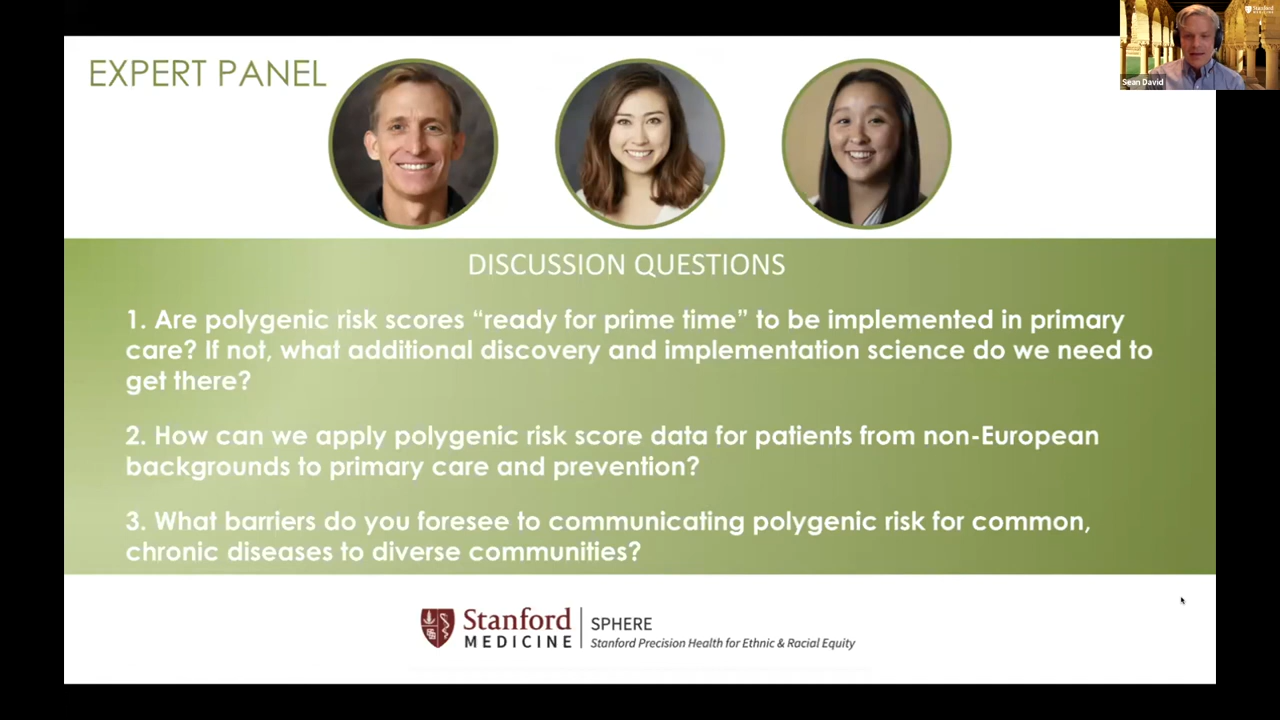 EXPERT PANEL
Stanford
MEDICINE
Sean David
DISCUSSION QUESTIONS
1. Are polygenic risk scores “ready for prime time” to be implemented in primary
care? If not, what additional discovery and implementation science do we need to
get there?
2. How can we apply polygenic risk score data for patients from non-European
backgrounds to primary care and prevention?
3. What barriers do you foresee to communicating polygenic risk for common,
chronic diseases to diverse communities?
Stanford
MEDICINE
SPHERE
Stanford Precision Health for Ethnic & Racial Equity